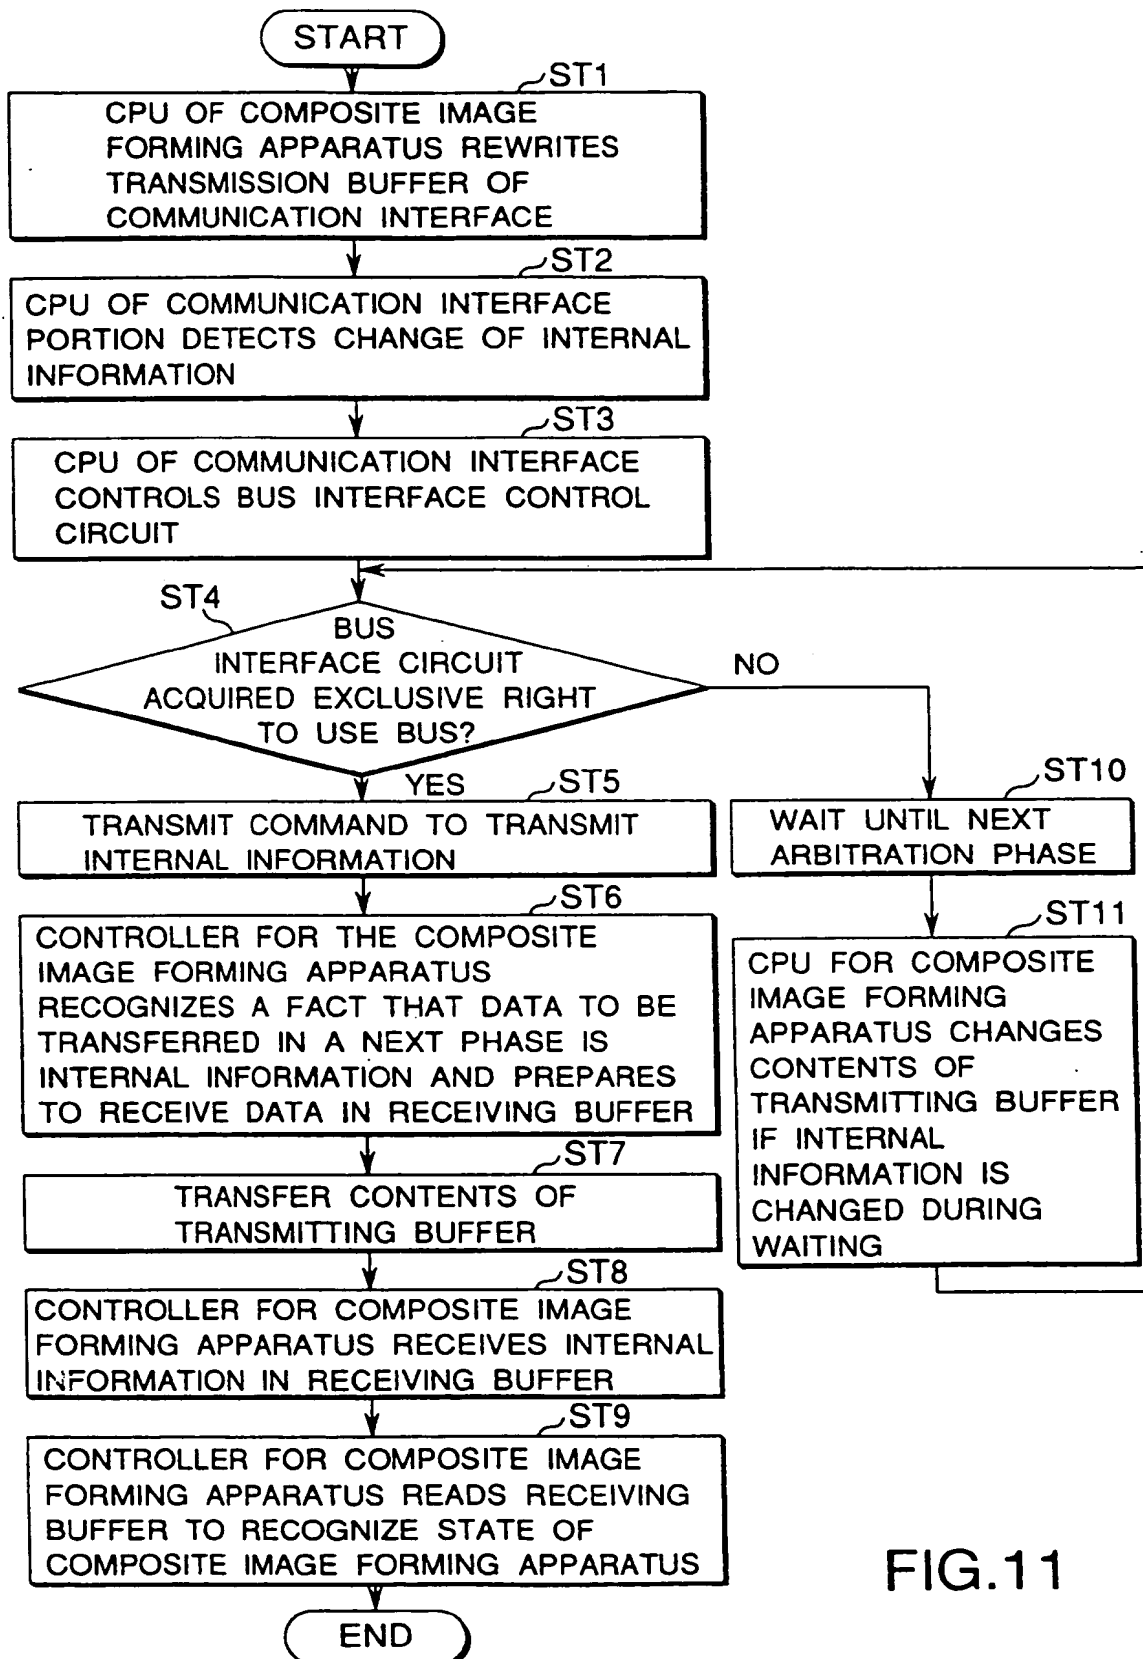 START
ST1
CPU OF COMPOSITE IMAGE
FORMING APPARATUS REWRITES
TRANSMISSION BUFFER OF
COMMUNICATION INTERFACE
ST2
CPU OF COMMUNICATION INTERFACE
PORTION DETECTS CHANGE OF INTERNAL
INFORMATION
ST3
CPU OF COMMUNICATION INTERFACE
CONTROLS BUS INTERFACE CONTROL
CIRCUIT
ST4
BUS
INTERFACE CIRCUIT
ACQUIRED EXCLUSIVE RIGHT
TO USE BUS?
NO
YES
ST5
TRANSMIT COMMAND TO TRANSMIT
INTERNAL INFORMATION
ST6
CONTROLLER FOR THE COMPOSITE
IMAGE FORMING APPARATUS
RECOGNIZES A FACT THAT DATA TO BE
TRANSFERRED IN A NEXT PHASE IS
INTERNAL INFORMATION AND PREPARES
TO RECEIVE DATA IN RECEIVING BUFFER
ST7
TRANSFER CONTENTS OF
TRANSMITTING BUFFER
ST8
CONTROLLER FOR COMPOSITE IMAGE
FORMING APPARATUS RECEIVES INTERNAL
INFORMATION IN RECEIVING BUFFER
ST9
CONTROLLER FOR COMPOSITE IMAGE
FORMING APPARATUS READS RECEIVING
BUFFER TO RECOGNIZE STATE OF
COMPOSITE IMAGE FORMING APPARATUS
END
ST10
WAIT UNTIL NEXT
ARBITRATION PHASE
ST11
CPU FOR COMPOSITE
IMAGE FORMING
APPARATUS CHANGES
CONTENTS OF
TRANSMITTING BUFFER
IF INTERNAL
INFORMATION IS
CHANGED DURING
WAITING
FIG.11